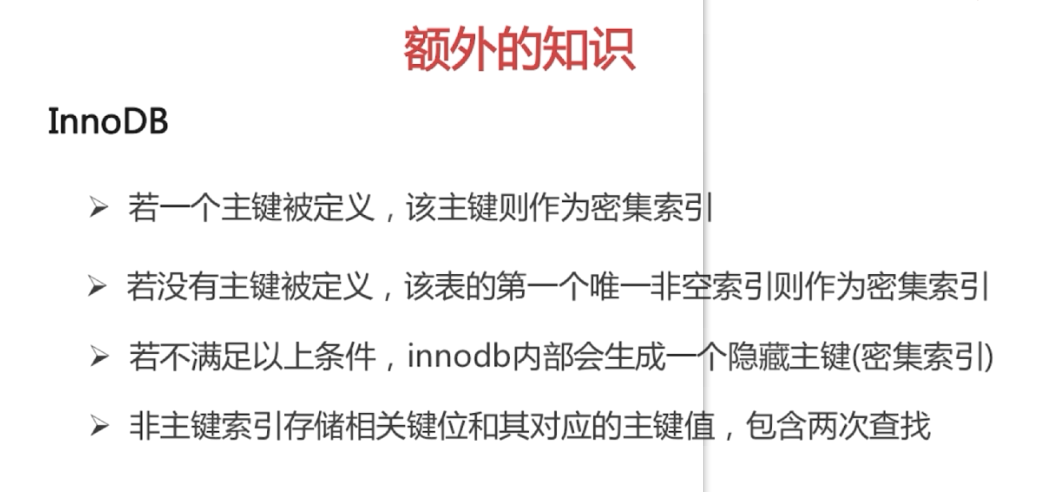 额外的知识
InnoDB
➢ 若一个主键被定义，该主键则作为密集索引
➢ 若没有主键被定义，该表的第一个唯一非空索引则作为密集索引
➢ 若不满足以上条件，innodb内部会生成一个隐藏主键(密集索引)
➢ 非主键索引存储相关键位和其对应的主键值，包含两次查找